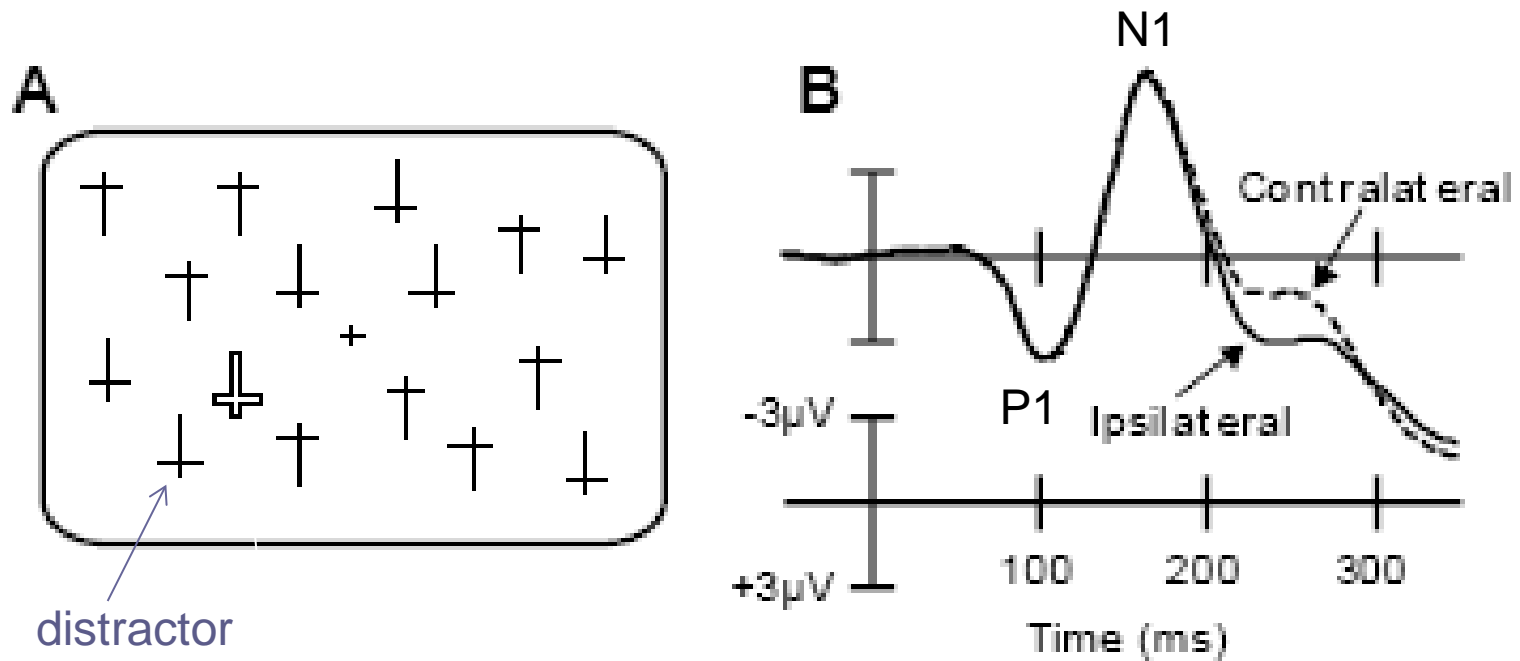 A
distractor
B
N1
Contralateral
P1
Ipsilateral
-3µV
+3µV
100 200 300
Time (ms)